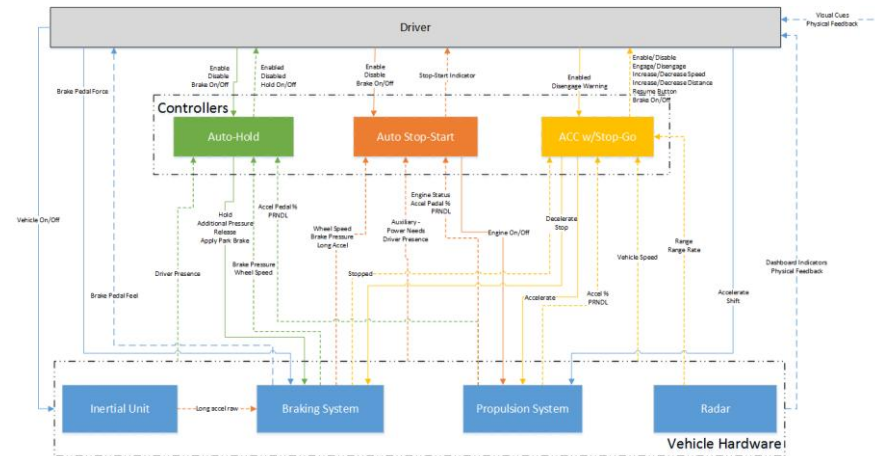 Visual Cues
Physical Feedback
Driver
Brake Pedal Force
Enable
Disable
Brake On/Off
Enabled
Disabled
Hold On/Off
Enable
Disable
Brake On/Off
Stop-Start Indicator
Enabled
Disengage Warning
Enable/Disable
Engage/Disengage
Increase/Decrease Speed
Increase/Decrease Distance
Resume Button
Brake On/Off
Controllers
Auto-Hold
Auto Stop-Start
ACC w/Stop-Go
Vehicle On/Off
Hold
Additional Pressure
Release
Apply Park Brake
Accel Pedal %
PRNDL
Wheel Speed
Brake Pressure
Long Accel
Engine Status
Accel Pedal %
PRNDL
Auxiliary -
Power Needs
Driver Presence
Engine On/Off
Decelerate
Stop
Driver Presence
Brake Pressure
Wheel Speed
Stopped
Vehicle Speed
Range
Range Rate
Dashboard Indicators
Physical Feedback
Brake Pedal Feel
Accelerate
Accel %
PRNDL
Accelerate
Shift
Inertial Unit
Long accel raw
Braking System
Propulsion System
Radar
Vehicle Hardware